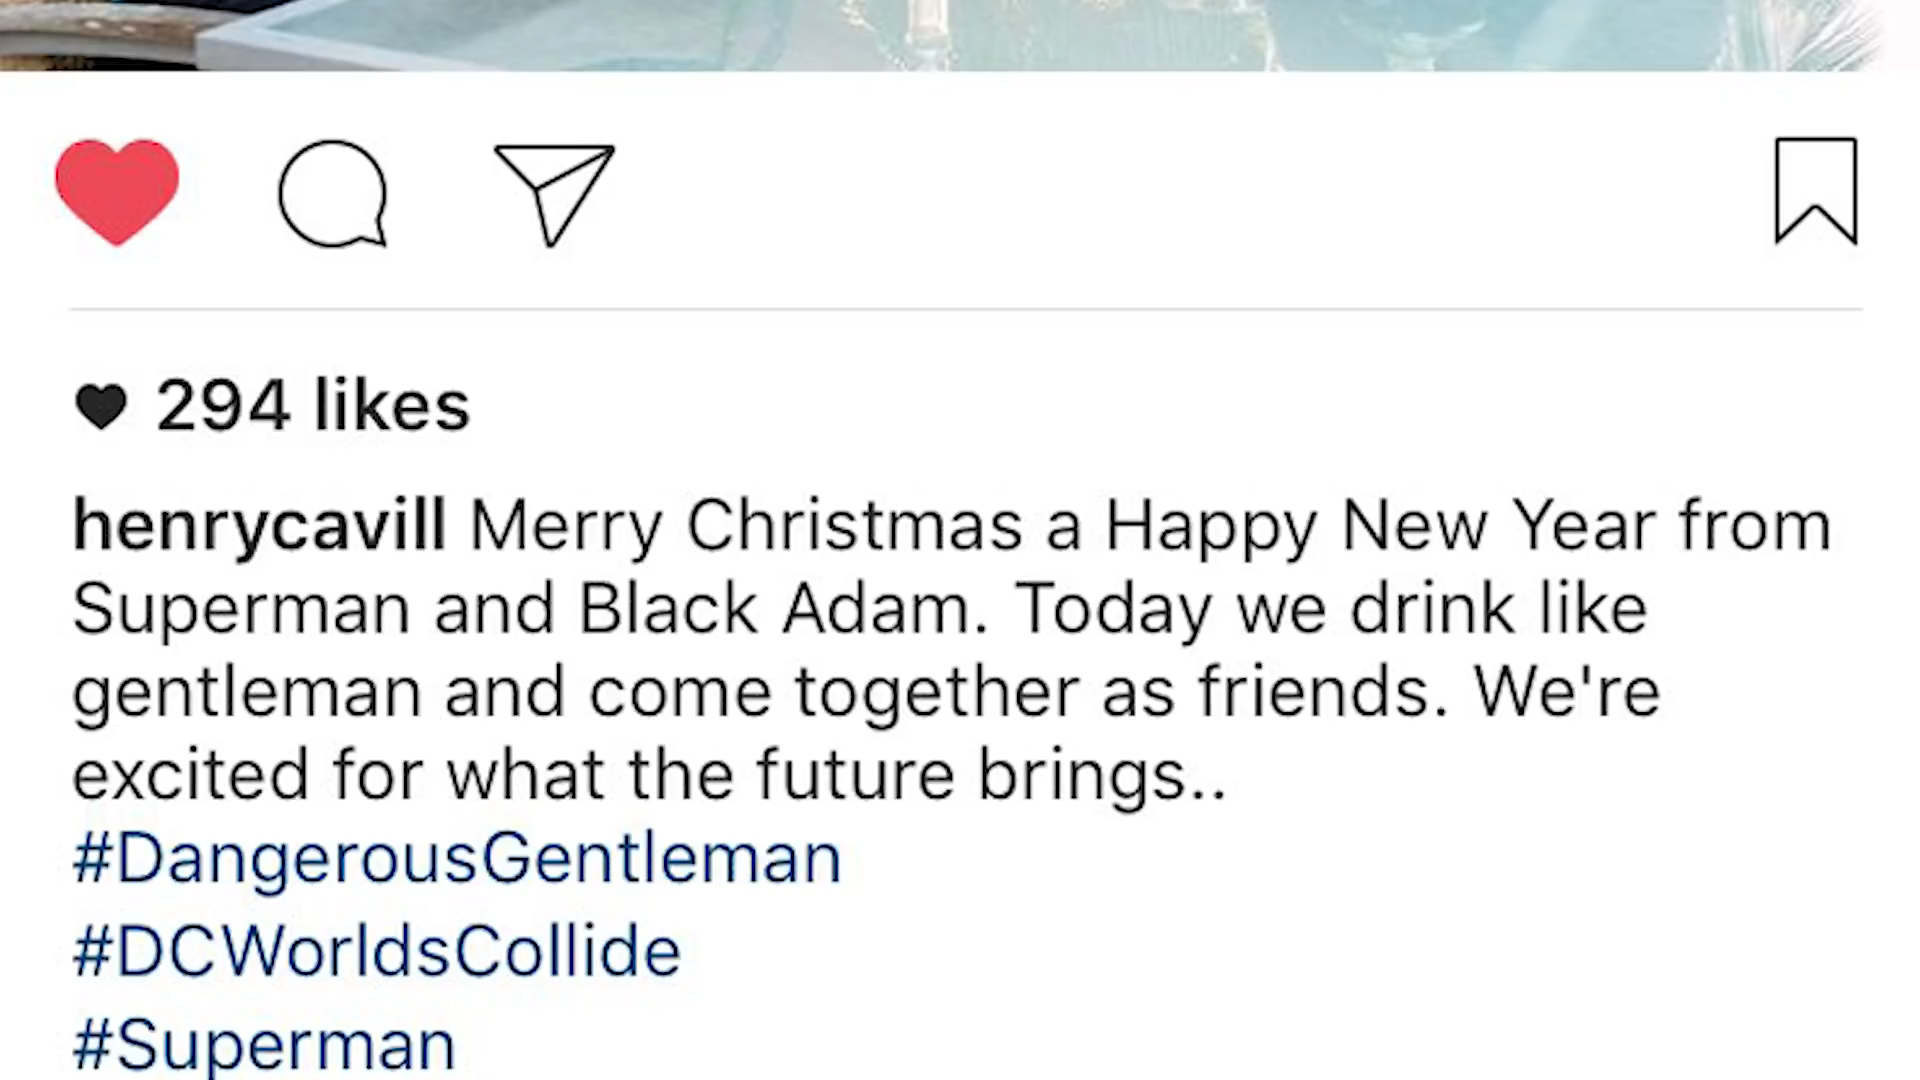 294 likes
henrycavill Merry Christmas a Happy New Year from
Superman and Black Adam. Today we drink like
gentleman and come together as friends. We're
excited for what the future brings..
#DangerousGentleman
#DCWorldsCollide
#Superman